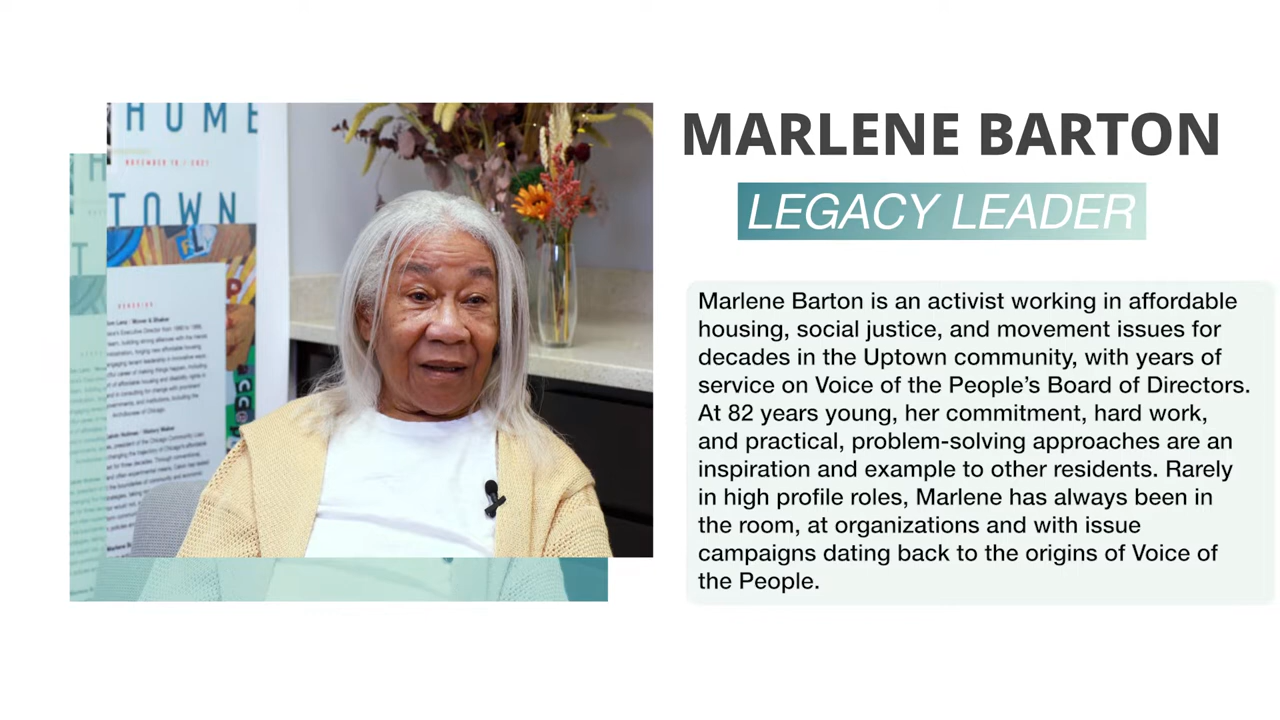 HOME
NOVEMBER 18 / 2021
TOWN
MARLENE BARTON
LEGACY LEADER
Marlene Barton is an activist working in affordable
housing, social justice, and movement issues for
decades in the Uptown community, with years of
service on Voice of the People’s Board of Directors.
At 82 years young, her commitment, hard work,
and practical, problem-solving approaches are an
inspiration and example to other residents. Rarely
in high profile roles, Marlene has always been in
the room, at organizations and with issue
campaigns dating back to the origins of Voice of
the People.